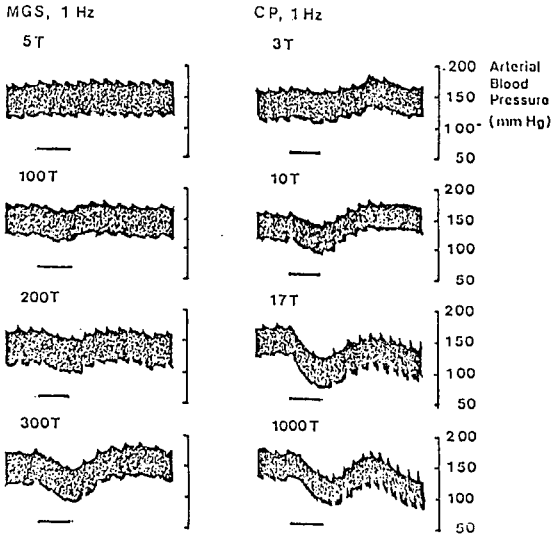 MGS, 1 Hz
CP, 1 Hz
5T
3T
200
150
100-
50
Arterial
Blood
Pressure
(mm Hg)
100T
10T
200
150
100
50
200T
17T
200
150
100
50
300T
1000T
200
150
100
50